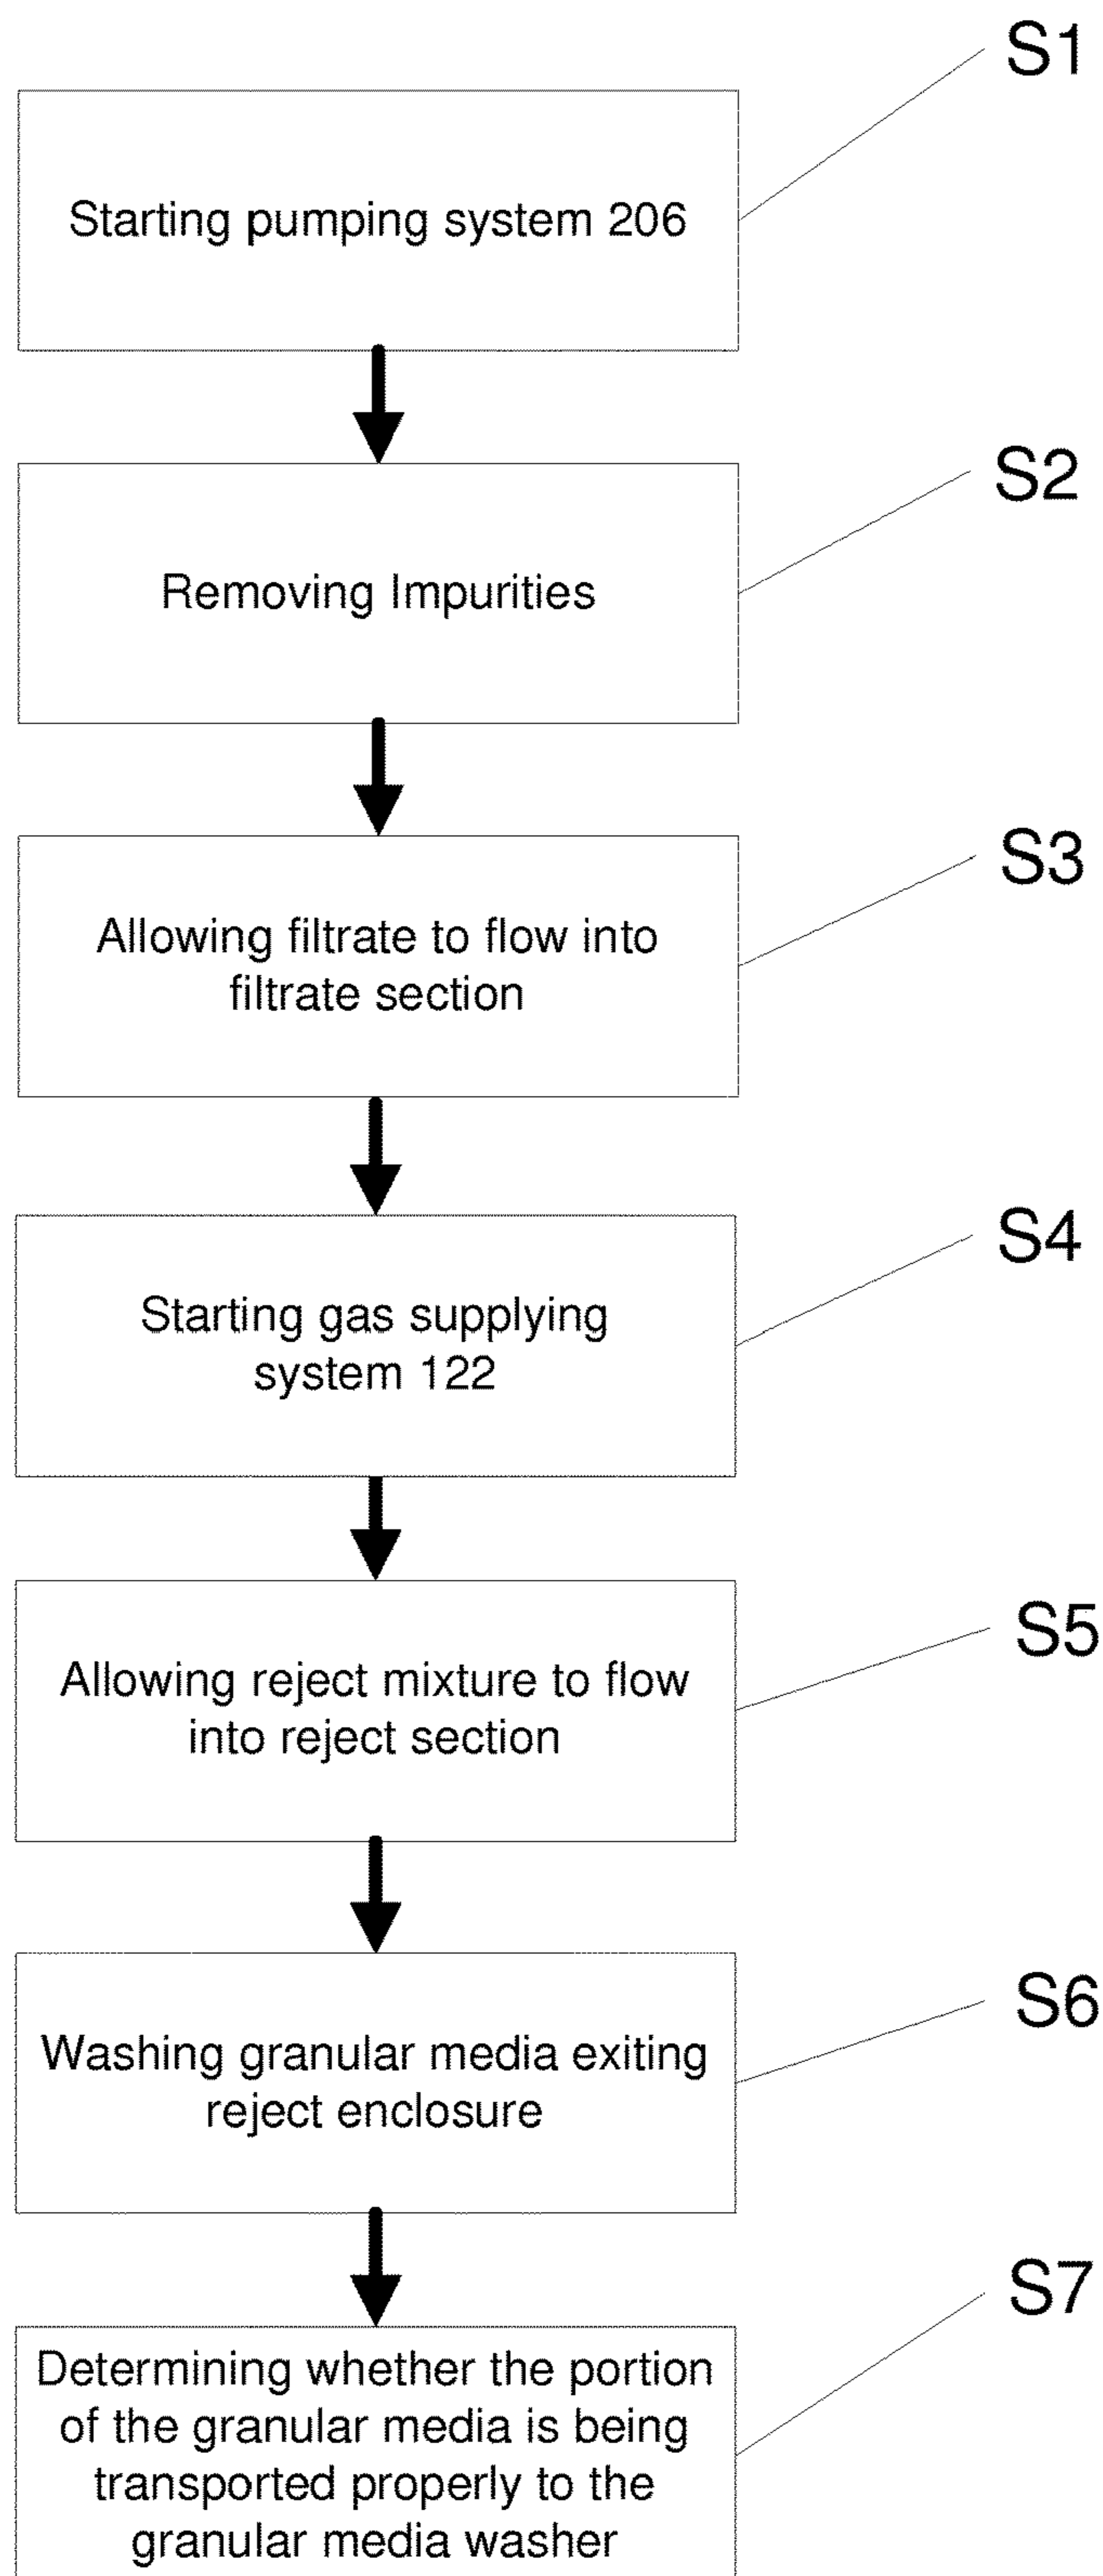 S1
Starting pumping system 206
S2
Removing Impurities
S3
Allowing filtrate to flow into
filtrate section
S4
Starting gas supplying
system 122
S5
Allowing reject mixture to flow
into reject section
S6
Washing granular media exiting
reject enclosure
S7
Determining whether the portion
of the granular media is being
transported properly to the
granular media washer